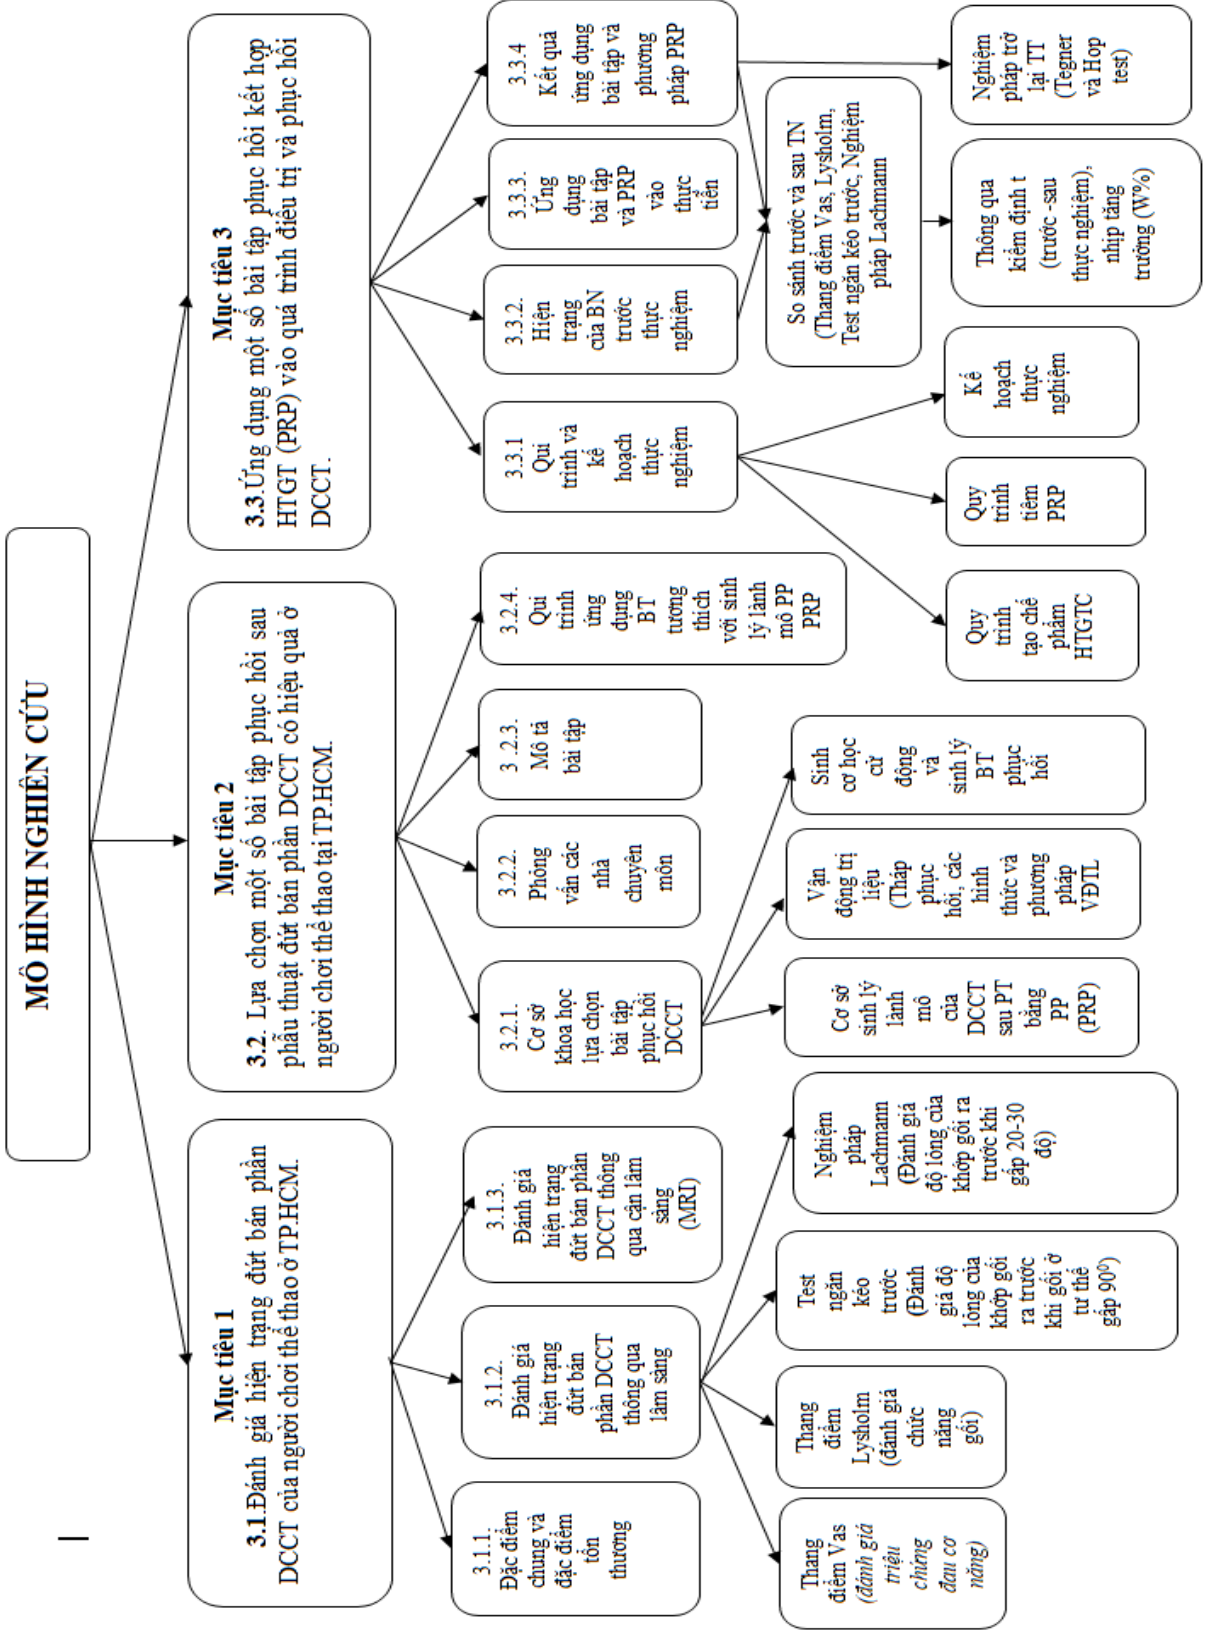 MÔ HÌNH NGHIÊN CỨU
Mục tiêu 1
3.1.Đánh giá hiện trạng đứt bán phần
DCCT của người chơi thể thao ở TP.HCM.
Mục tiêu 2
3.2. Lựa chọn một số bài tập phục hồi sau
phẫu thuật đứt bán phần DCCT có hiệu quả ở
người chơi thể thao tại TP.HCM.
Mục tiêu 3
3.3.Ứng dụng một số bài tập phục hồi kết hợp
HTGT (PRP) vào quá trình điều trị và phục hồi
DCCT.
3.1.1.
Đặc điểm
chung và
đặc điểm
tổn
thương
3.1.2.
Đánh giá
hiện trạng
đứt bán
phần DCCT
thông qua
lâm sàng
3.1.3.
Đánh giá
hiện trạng
đứt bán phần
DCCT thông
qua cận lâm
sàng
(MRI)
3.2.1.
Cơ sở
khoa học
lựa chọn
bài tập
phục hồi
DCCT
3.2.2.
Phỏng
vấn các
nhà
chuyên
môn
3 .2.3.
Mô tả
bài tập
3.2.4.
Qui
trình
ứng
dụng
BT
tương
thích
với sinh
lý lành
mô PP
PRP
3.3.1
Qui
trình và
kế
hoạch
thực
nghiệm
3.3.2.
Hiện
trạng
của BN
trước
thực
nghiệm
3.3.3.
Ứng
dụng
bài tập
và PRP
vào
thực
tiễn
3.3.4
Kết quả
ứng dụng
bài tập và
phương
pháp PRP
Thang
điểm Vas
(đánh giá
triệu
chứng
đau cơ
năng)
Thang
điểm
Lysholm
(đánh giá
chức
năng
gối)
Test
ngăn
kéo
trước
(Đánh
giá độ
lỏng của
khớp gối
ra trước
khi gối ở
tư thế
gấp 90⁰)
Nghiệm
pháp
Lachmann
(Đánh giá
độ lỏng của
khớp gối ra
trước khi
gấp 20-30
độ)
Cơ sở
sinh lý
lành
mô
của
DCCT
sau PT
bằng
PP
(PRP)
Vận
động trị
liệu
(Tháp
phục
hồi, các
hình
thức và
phương
pháp
VĐTL
Sinh
cơ học
cử
động
và
sinh lý
BT
phục
hồi
Quy
trình
tạo chế
phẩm
HTGTC
Quy
trình
tiêm
PRP
Kế
hoạch
thực
nghiệm
So sánh trước và sau TN
(Thang điểm Vas, Lysholm,
Test ngăn kéo trước, Nghiệm
pháp Lachmann
Thông qua
kiểm định t
(trước -sau
thực nghiệm),
nhịp tăng
trưởng (W%)
Nghiệm
pháp trở
lại TT
(Tegner
và Hop
test)